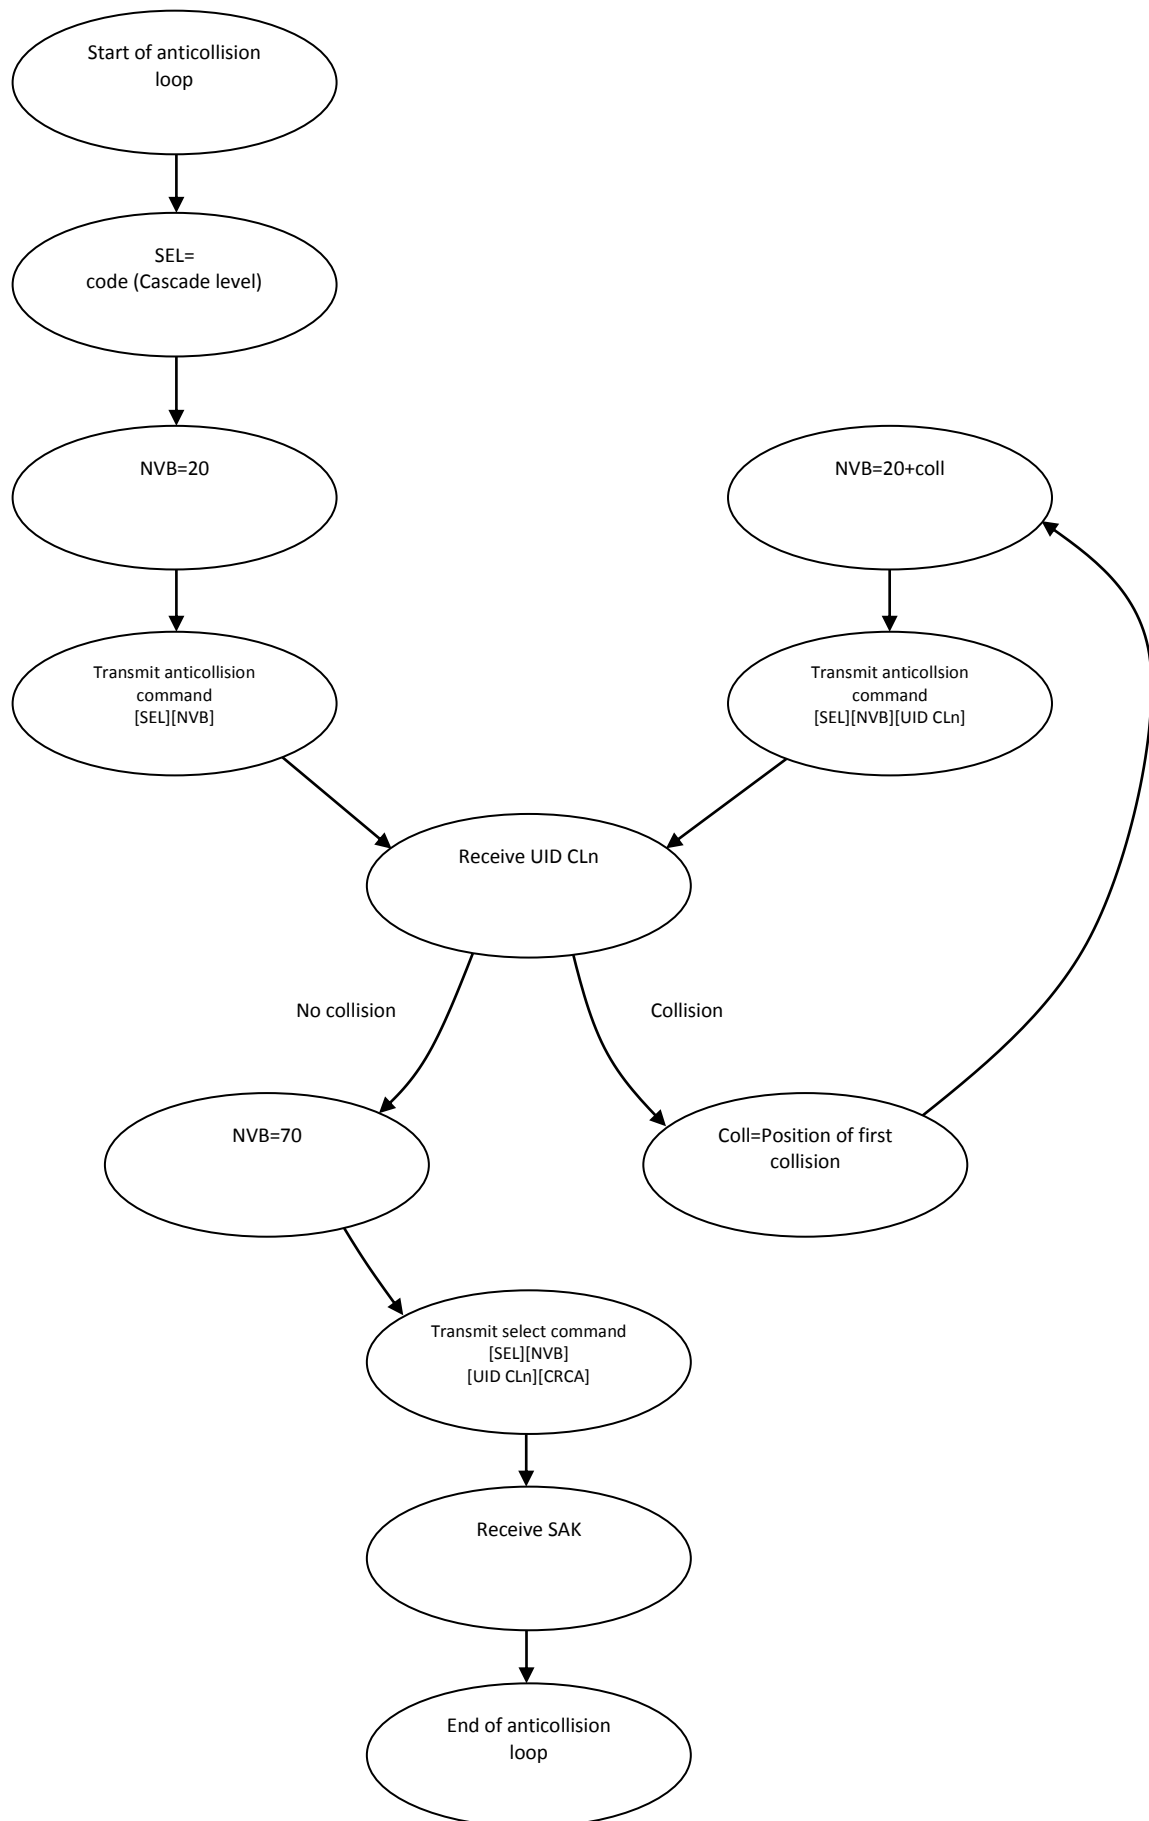 Start of anticollision
loop
SEL=
code (Cascade level)
NVB=20
NVB=20+coll
Transmit anticollision
command
[SEL][NVB]
Transmit anticollsion
command
[SEL][NVB][UID CLn]
Receive UID CLn
No collision
Collision
NVB=70
Coll=Position of first
collision
Transmit select command
[SEL][NVB]
[UID CLn][CRCA]
Receive SAK
End of anticollision
loop